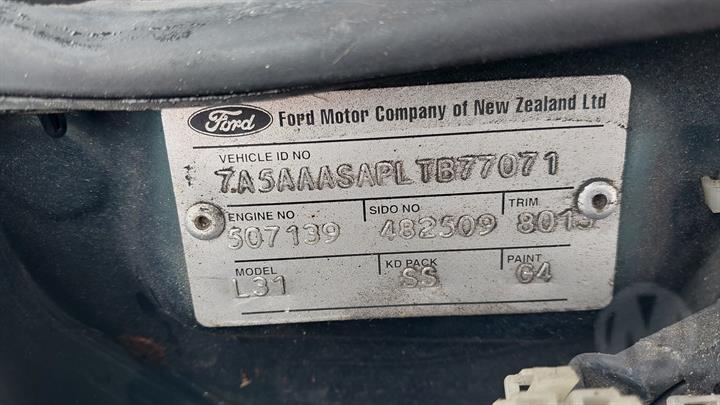 Ford Ford Motor Company of New Zealand Ltd
VEHICLE ID NO
7A5AAASAPLTB77071
ENGINE NO SIDO NO TRIM
507139 482509
MODEL KD PACK PAINT
L31 SS G4